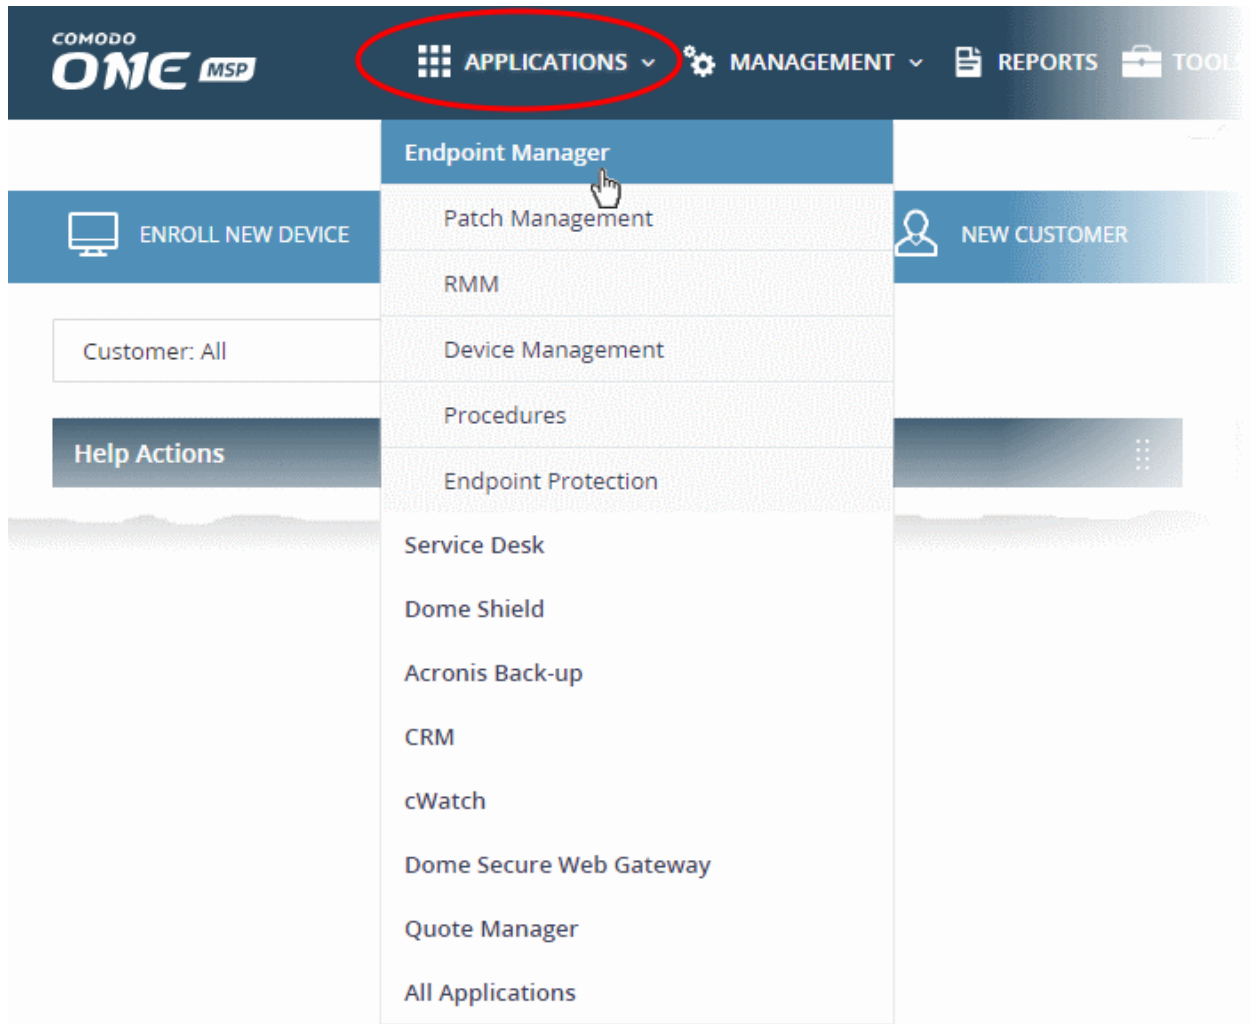 COMODO
ONE MSP
APPLICATIONS
MANAGEMENT
REPORTS
TOOLS
Endpoint Manager
Patch Management
ENROLL NEW DEVICE
NEW CUSTOMER
RMM
Customer: All
Device Management
Procedures
Help Actions
Endpoint Protection
Service Desk
Dome Shield
Acronis Back-up
CRM
cWatch
Dome Secure Web Gateway
Quote Manager
All Applications